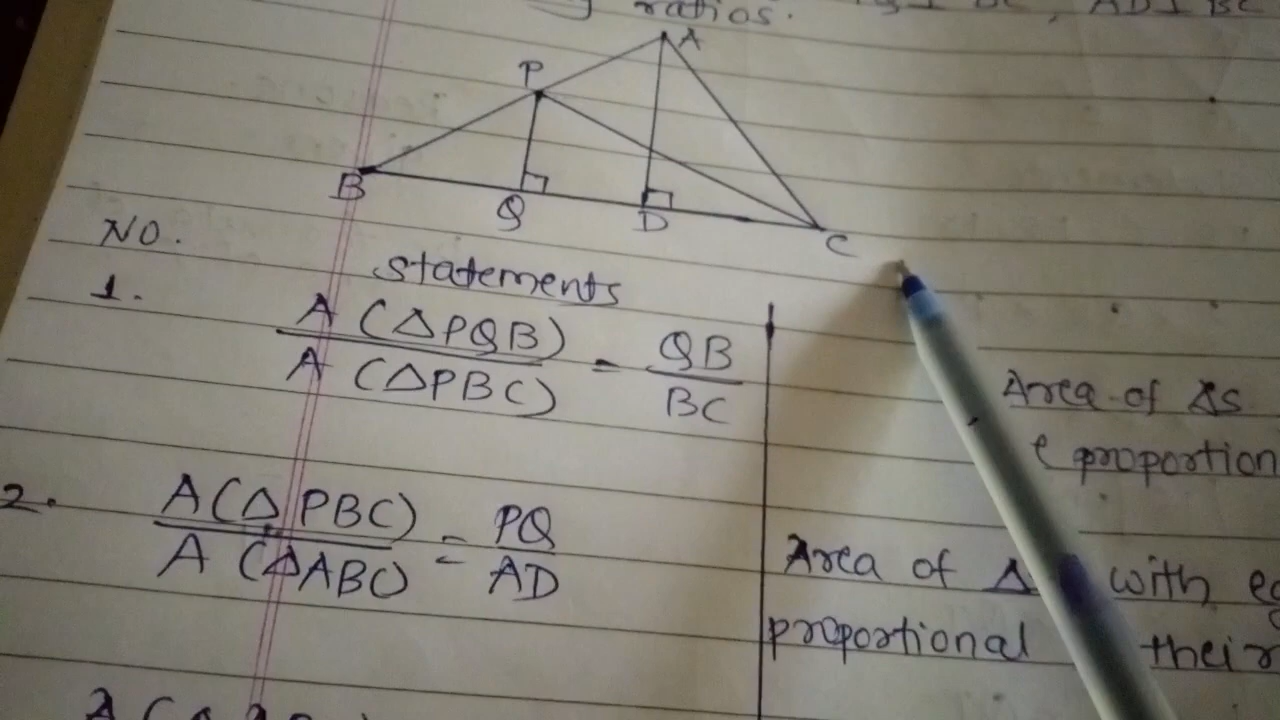 ratios.
A
P
B
Q
D
C
NO.
statements
1.
A (△PQB) / A (△PBC) = QB / BC
Area of △s
proportion
2.
A(△PBC) / A (△ABC) = PQ / AD
Area of △ with
proportional their